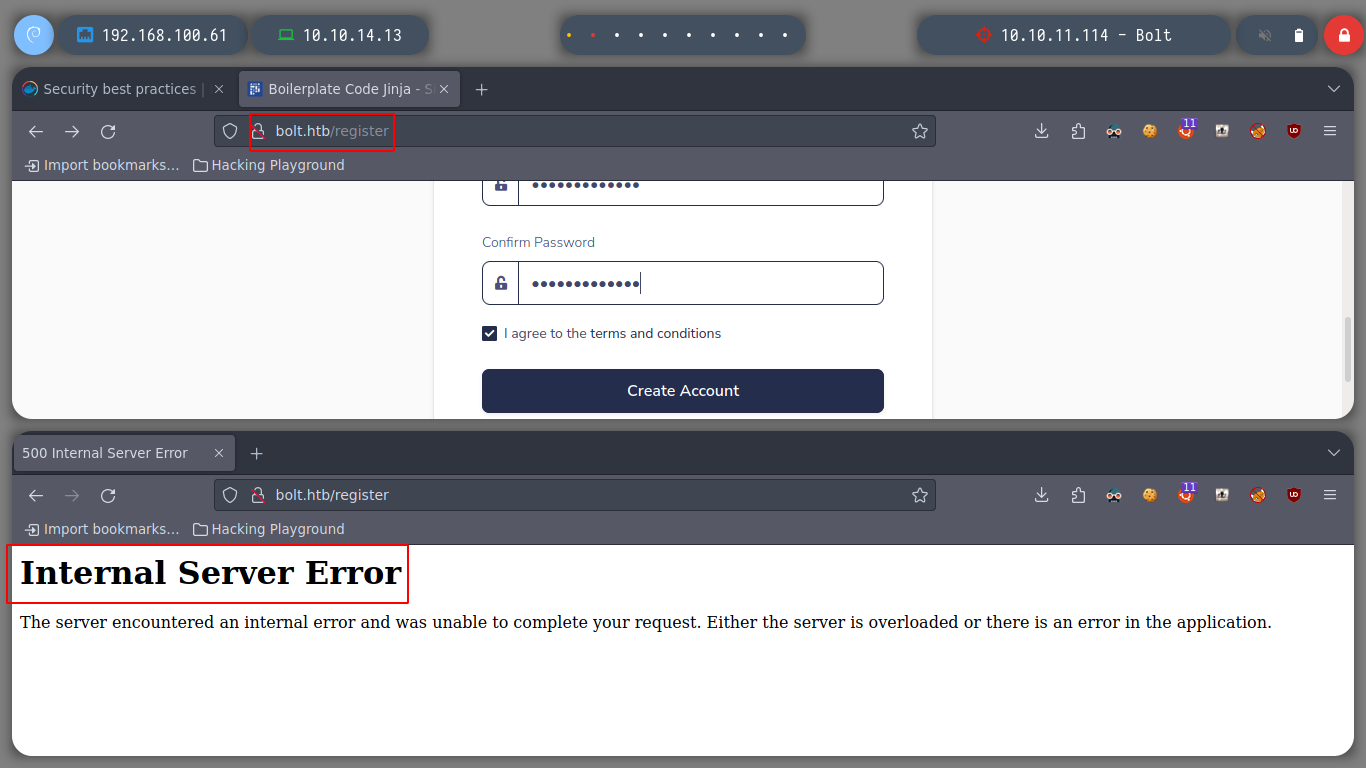 192.168.100.61
10.10.14.13
10.10.11.114 - Bolt
Security best practices |
Boilerplate Code Jinja - S
bolt.htb/register
11
UD
Import bookmarks...
Hacking Playground
Confirm Password
I agree to the terms and conditions
Create Account
500 Internal Server Error
bolt.htb/register
11
UD
Import bookmarks...
Hacking Playground
Internal Server Error
The server encountered an internal error and was unable to complete your request. Either the server is overloaded or there is an error in the application.